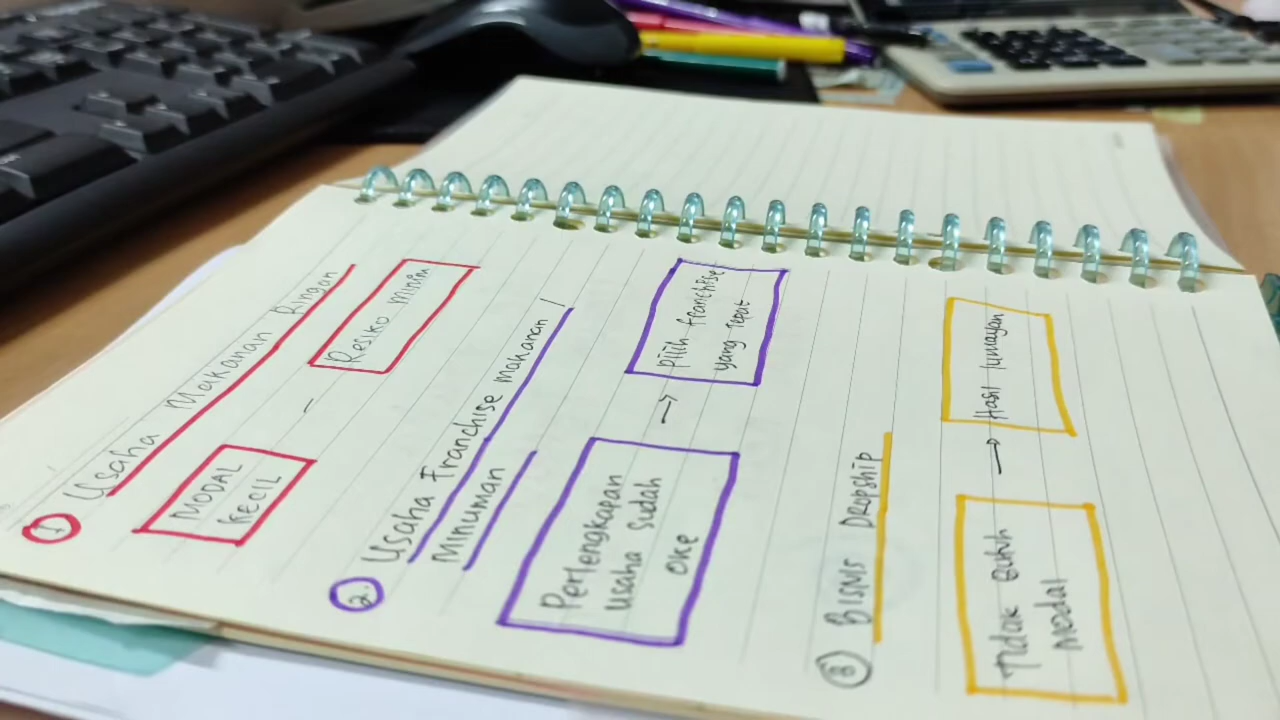 1 Usaha Makanan Ringan
MODAL
KECIL
– Resiko minim
2. Usaha Franchise Makanan /
Minuman
Perlengkapan
usaha sudah
oke
→ Pilih franchise
yang tepat
3 BISNIS DROPSHIP
Tidak Butuh
Modal
→ Hasil lumayan